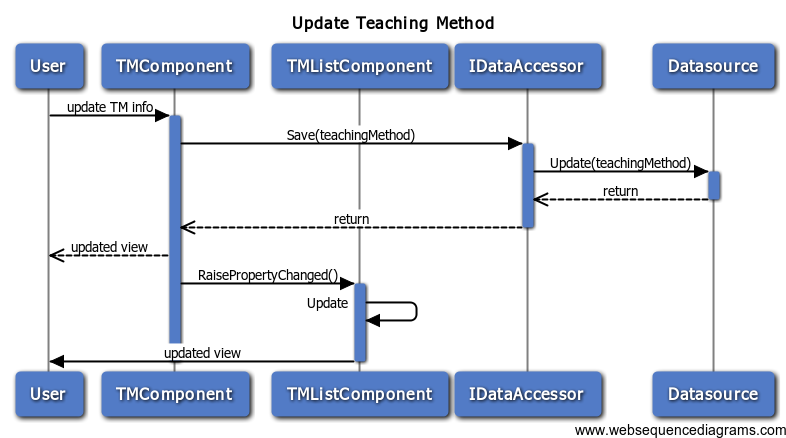 Update Teaching Method
User TMComponent TMListComponent IDataAccessor Datasource
update TM info
Save(teachingMethod)
Update(teachingMethod)
return
return
updated view
RaisePropertyChanged()
Update
updated view
User TMComponent TMListComponent IDataAccessor Datasource
www.websequencediagrams.com